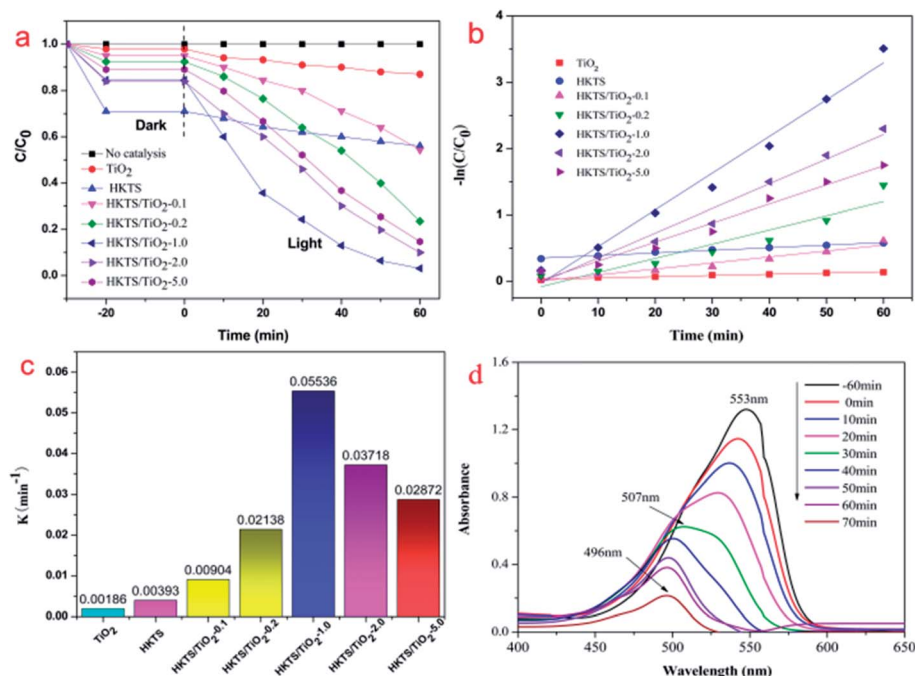 a
1.0
0.8
0.6
0.4
0.2
0.0
C/C₀
Dark
Light
No catalysis
TiO₂
HKTS
HKTS/TiO₂-0.1
HKTS/TiO₂-0.2
HKTS/TiO₂-1.0
HKTS/TiO₂-2.0
HKTS/TiO₂-5.0
-20 0 20 40 60
Time (min)
b
4
3
2
1
0
-ln(C/C₀)
TiO₂
HKTS
HKTS/TiO₂-0.1
HKTS/TiO₂-0.2
HKTS/TiO₂-1.0
HKTS/TiO₂-2.0
HKTS/TiO₂-5.0
0 10 20 30 40 50 60
Time (min)
c
0.06
0.05
0.04
0.03
0.02
0.01
0.00
K (min⁻¹)
0.00186
0.00393
0.00904
0.02138
0.05536
0.03718
0.02872
TiO₂
HKTS
HKTS/TiO₂-0.1
HKTS/TiO₂-0.2
HKTS/TiO₂-1.0
HKTS/TiO₂-2.0
HKTS/TiO₂-5.0
d
1.6
1.2
0.8
0.4
0.0
Absorbance
553nm
507nm
496nm
-60min
0min
10min
20min
30min
40min
50min
60min
70min
400 450 500 550 600 650
Wavelength (nm)